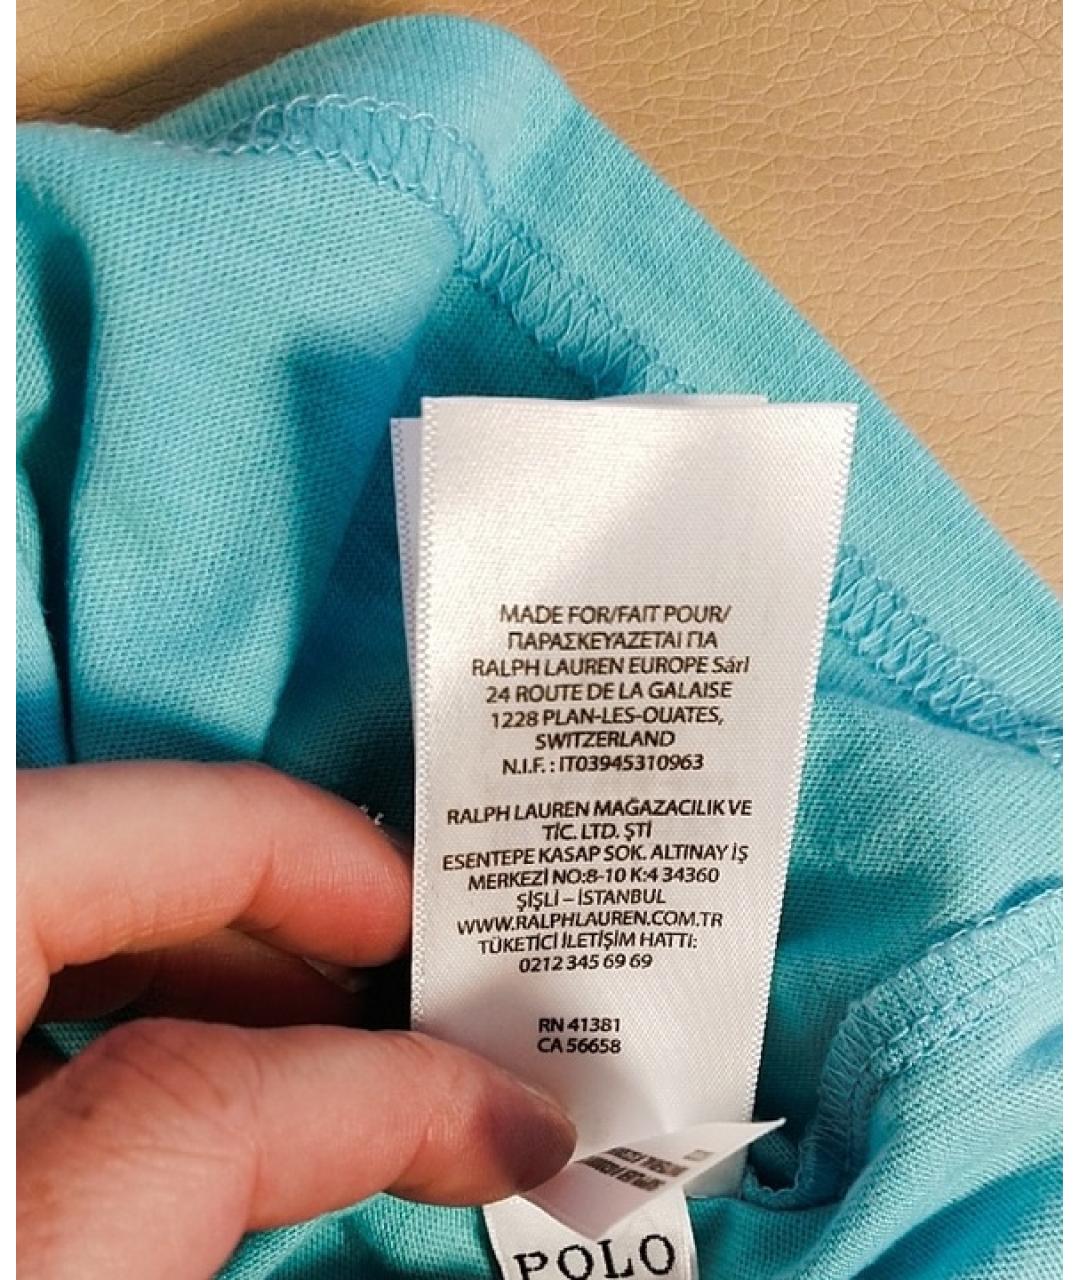 MADE FOR/FAIT POUR/
ΠΑΡΑΣΚΕΥΑΖΕΤΑΙ ΓΙΑ
RALPH LAUREN EUROPE Sárl
24 ROUTE DE LA GALAISE
1228 PLAN-LES-OUATES,
SWITZERLAND
N.I.F. : IT03945310963
RALPH LAUREN MAĞAZACILIK VE
TİC. LTD. ŞTİ
ESENTEPE KASAP SOK. ALTINAY İŞ
MERKEZİ NO:8-10 K:4 34360
ŞİŞLİ – İSTANBUL
WWW.RALPHLAUREN.COM.TR
TÜKETİCİ İLETİŞİM HATTI:
0212 345 69 69
RN 41381
CA 56658
POLO